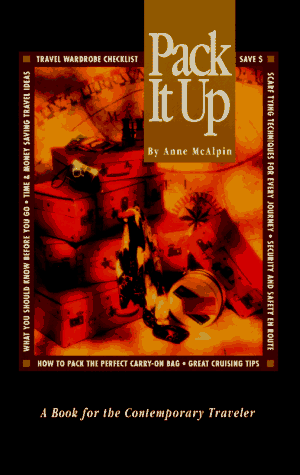 TRAVEL WARDROBE CHECKLIST
SAVE $
Pack
It Up
By Anne McAlpin
WHAT YOU SHOULD KNOW BEFORE YOU GO • TIME & MONEY SAVING TRAVEL IDEAS
SCARF TYING TECHNIQUES FOR EVERY JOURNEY • SECURITY AND SAFETY EN ROUTE
HOW TO PACK THE PERFECT CARRY-ON BAG • GREAT CRUISING TIPS
A Book for the Contemporary Traveler